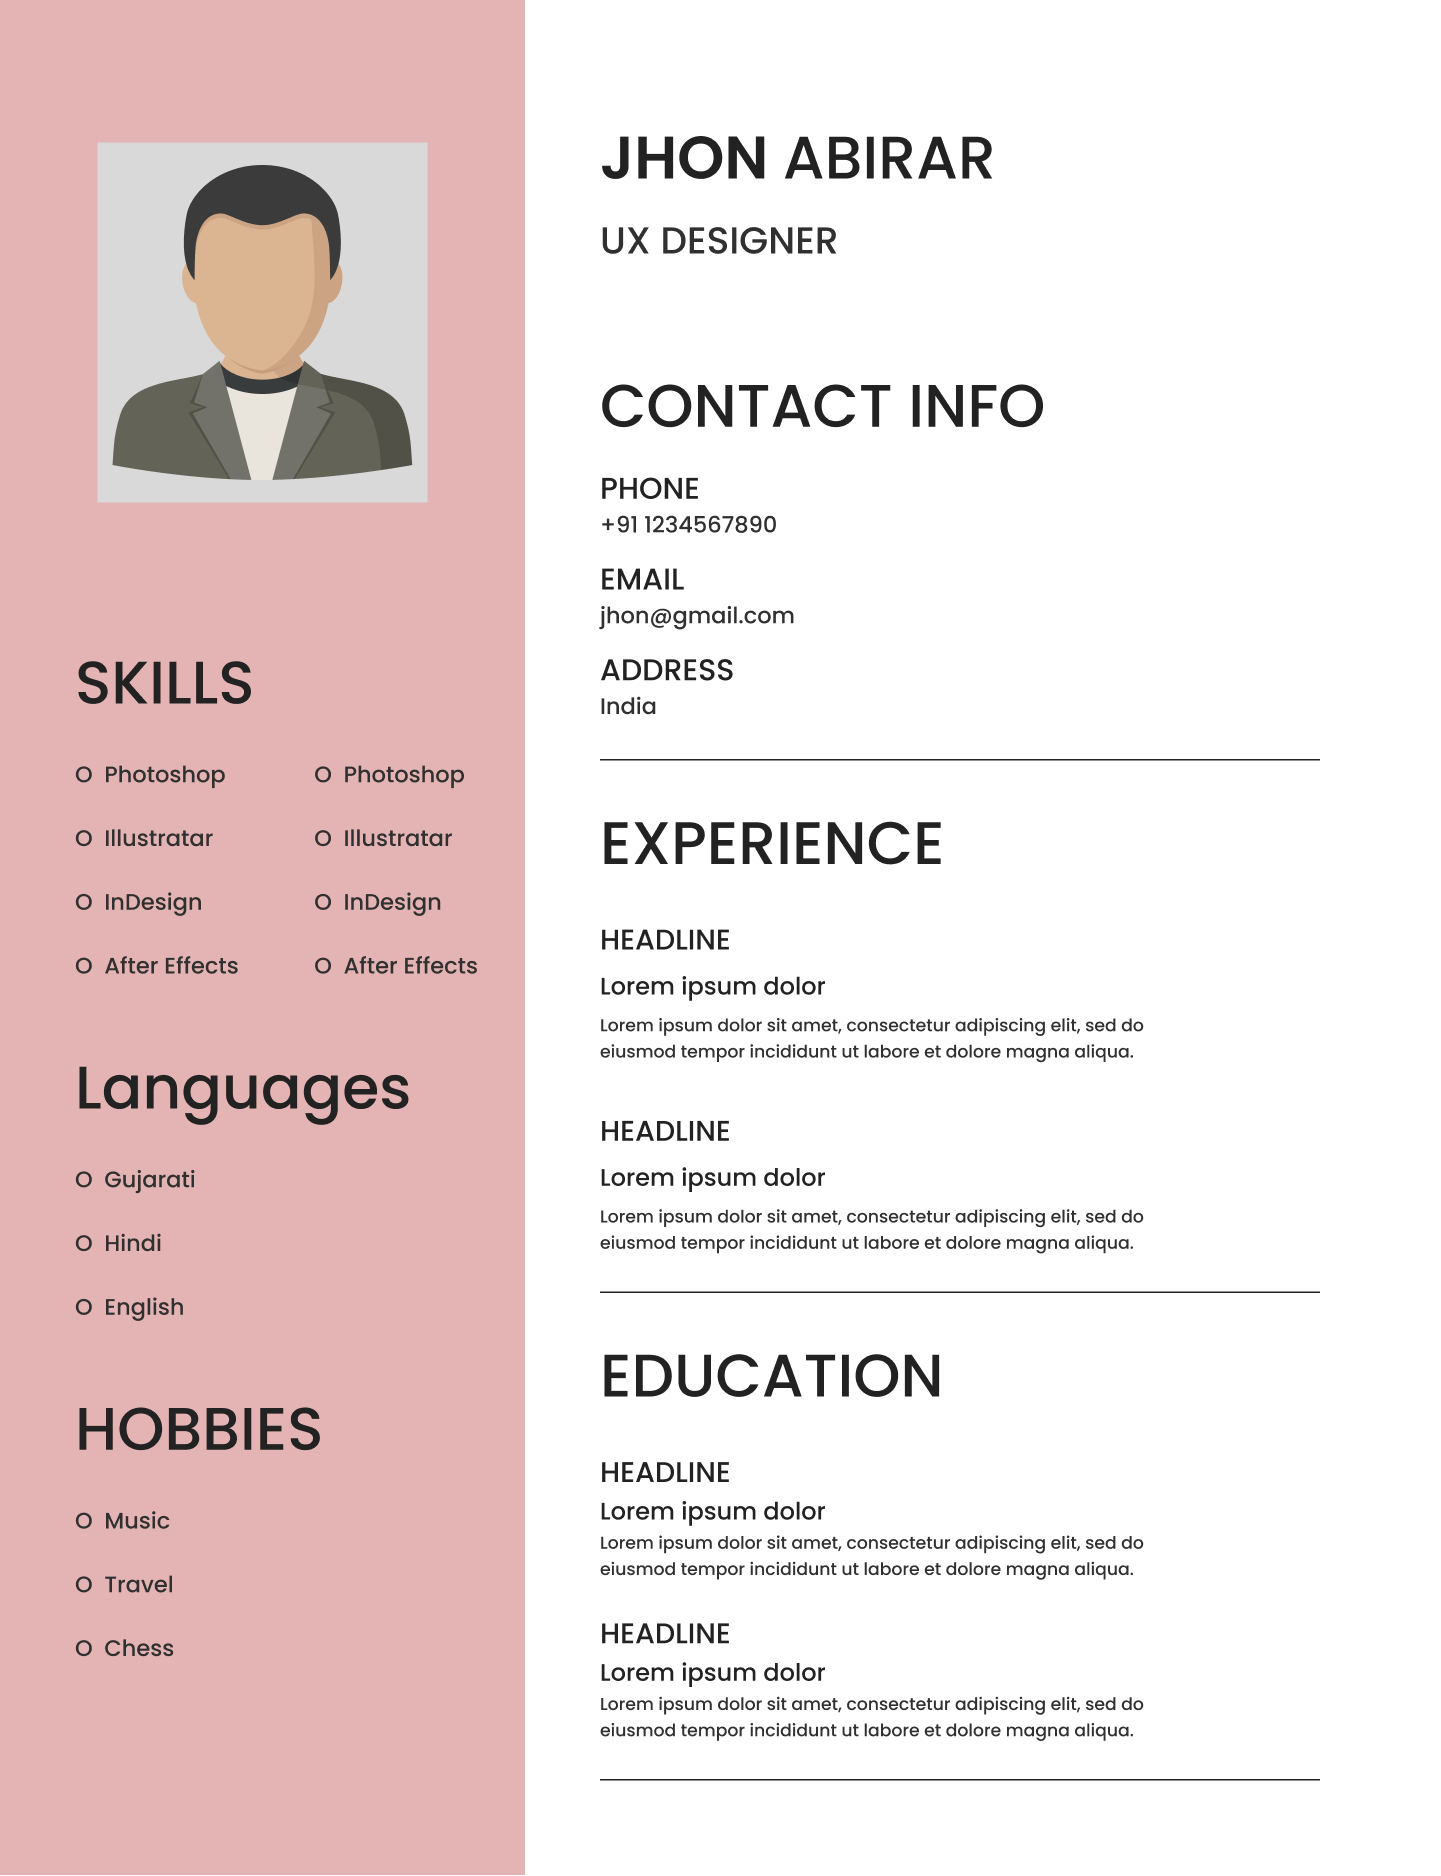 SKILLS
Photoshop
Illustratar
InDesign
After Effects
Photoshop
Illustratar
InDesign
After Effects
Languages
Gujarati
Hindi
English
HOBBIES
Music
Travel
Chess
JHON ABIRAR
UX DESIGNER
CONTACT INFO
PHONE
+91 1234567890
EMAIL
jhon@gmail.com
ADDRESS
India
EXPERIENCE
HEADLINE
Lorem ipsum dolor
Lorem ipsum dolor sit amet, consectetur adipiscing elit, sed do
eiusmod tempor incididunt ut labore et dolore magna aliqua.
HEADLINE
Lorem ipsum dolor
Lorem ipsum dolor sit amet, consectetur adipiscing elit, sed do
eiusmod tempor incididunt ut labore et dolore magna aliqua.
EDUCATION
HEADLINE
Lorem ipsum dolor
Lorem ipsum dolor sit amet, consectetur adipiscing elit, sed do
eiusmod tempor incididunt ut labore et dolore magna aliqua.
HEADLINE
Lorem ipsum dolor
Lorem ipsum dolor sit amet, consectetur adipiscing elit, sed do
eiusmod tempor incididunt ut labore et dolore magna aliqua.